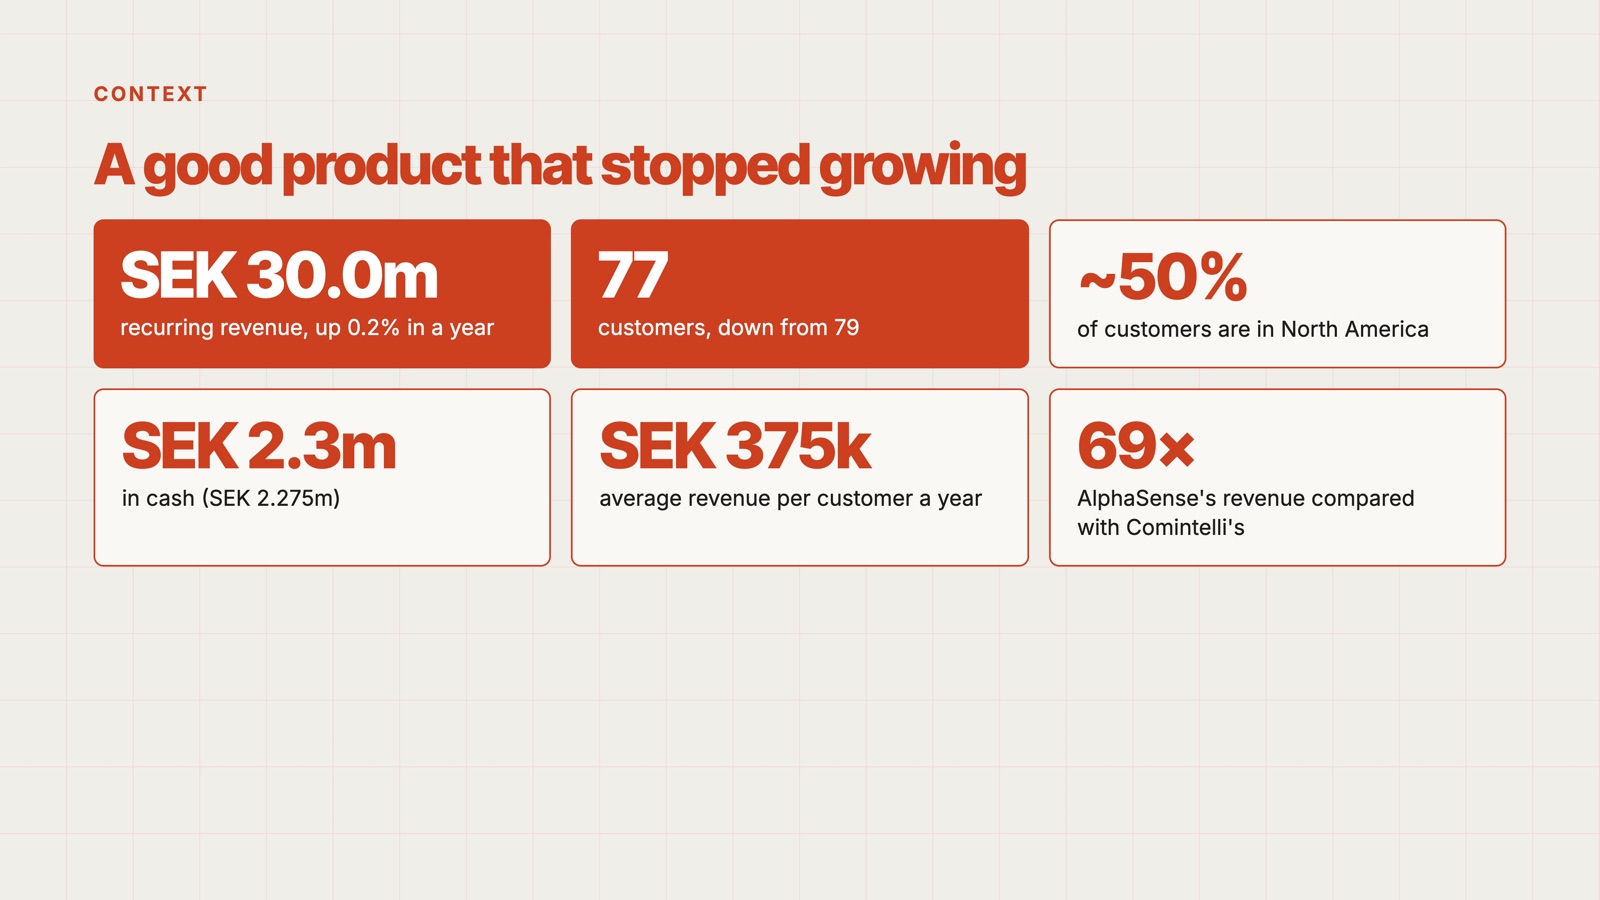 CONTEXT
A good product that stopped growing
SEK 30.0m
recurring revenue, up 0.2% in a year
77
customers, down from 79
~50%
of customers are in North America
SEK 2.3m
in cash (SEK 2.275m)
SEK 375k
average revenue per customer a year
69×
AlphaSense's revenue compared
with Comintelli's